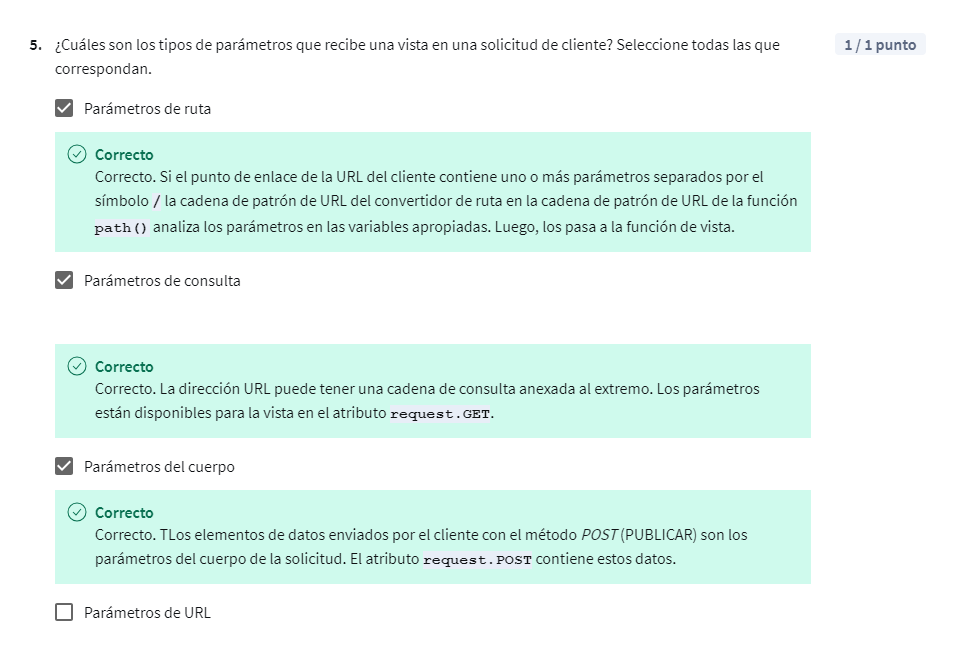 5. ¿Cuáles son los tipos de parámetros que recibe una vista en una solicitud de cliente? Seleccione todas las que
correspondan.
1 / 1 punto
Parámetros de ruta
Correcto
Correcto. Si el punto de enlace de la URL del cliente contiene uno o más parámetros separados por el
símbolo / la cadena de patrón de URL del convertidor de ruta en la cadena de patrón de URL de la función
path() analiza los parámetros en las variables apropiadas. Luego, los pasa a la función de vista.
Parámetros de consulta
Correcto
Correcto. La dirección URL puede tener una cadena de consulta anexada al extremo. Los parámetros
están disponibles para la vista en el atributo request.GET.
Parámetros del cuerpo
Correcto
Correcto. TLos elementos de datos enviados por el cliente con el método POST (PUBLICAR) son los
parámetros del cuerpo de la solicitud. El atributo request.POST contiene estos datos.
Parámetros de URL